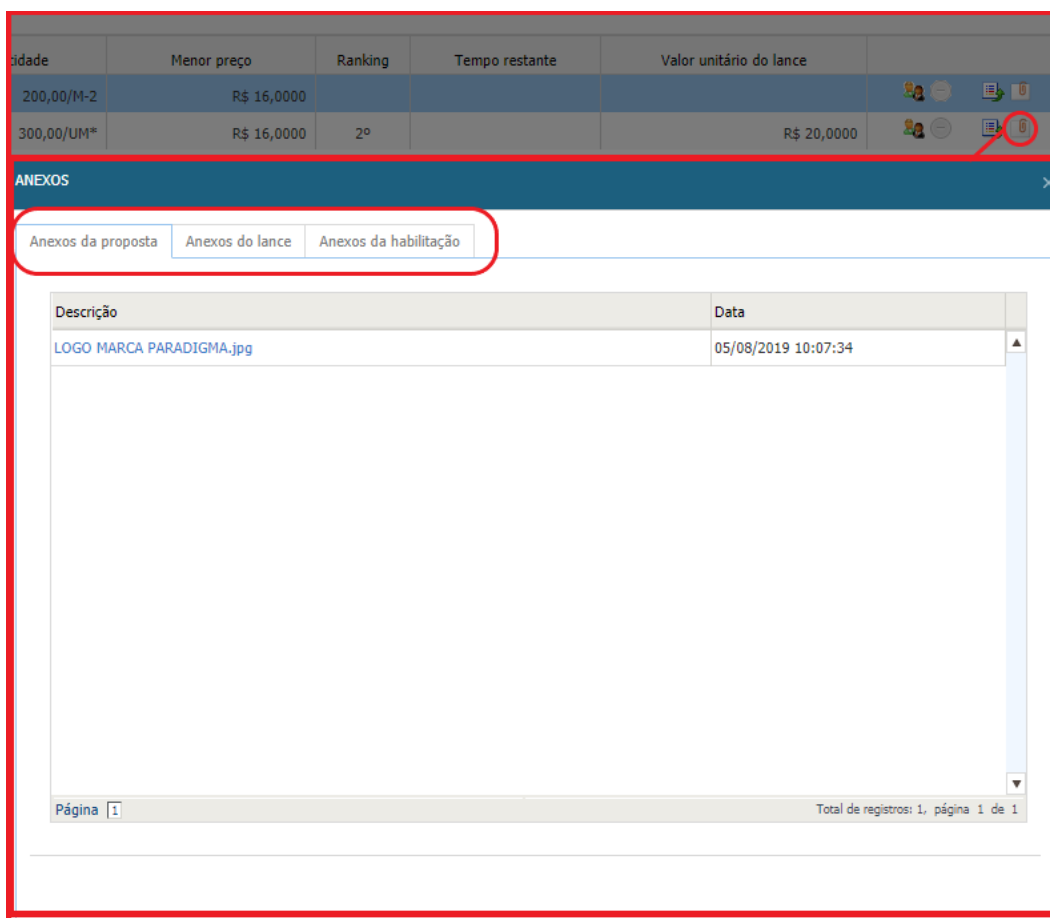 idade Menor preço Ranking Tempo restante Valor unitário do lance
200,00/M-2 R$ 16,0000
300,00/UM* R$ 16,0000 2º R$ 20,0000
ANEXOS
Anexos da proposta Anexos do lance Anexos da habilitação
Descrição Data
LOGO MARCA PARADIGMA.jpg 05/08/2019 10:07:34
Página 1 Total de registros: 1, página 1 de 1